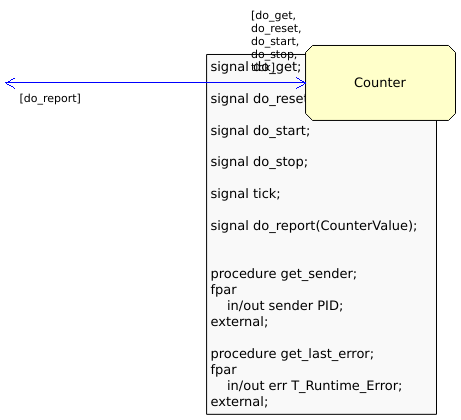 [do_get,
do_reset,
do_start,
do_stop,
tick]
signal do_get;
Counter
[do_report]
signal do_reset
signal do_start;
signal do_stop;
signal tick;
signal do_report(CounterValue);
procedure get_sender;
fpar
in/out sender PID;
external;
procedure get_last_error;
fpar
in/out err T_Runtime_Error;
external;